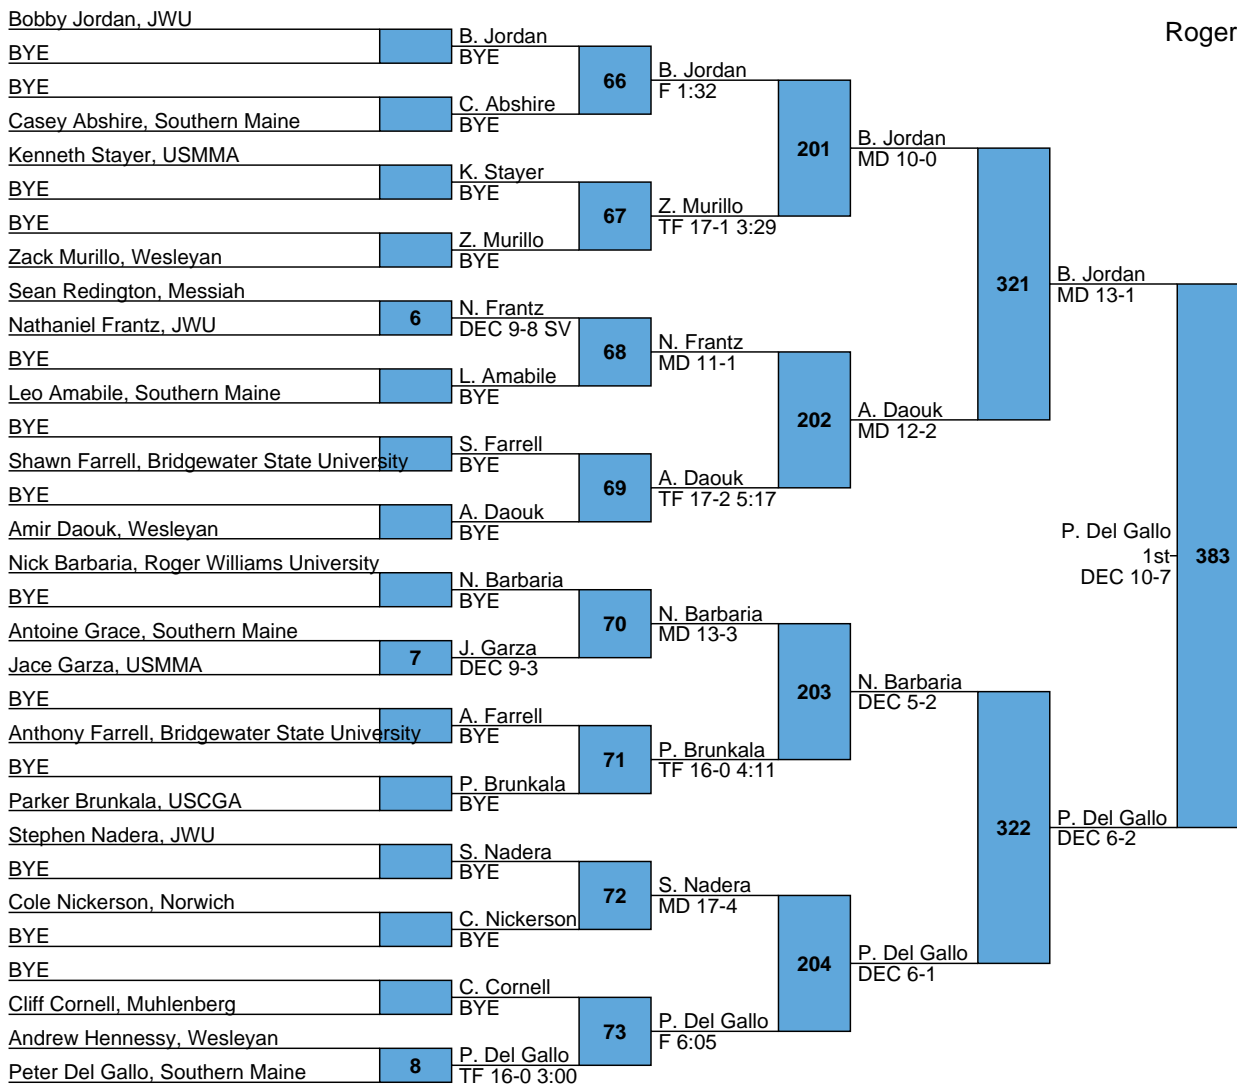 Bobby Jordan, JWU
BYE
BYE
Casey Abshire, Southern Maine
Kenneth Stayer, USMMA
BYE
BYE
Zack Murillo, Wesleyan
Sean Redington, Messiah
Nathaniel Frantz, JWU
BYE
Leo Amabile, Southern Maine
BYE
Shawn Farrell, Bridgewater State University
BYE
Amir Daouk, Wesleyan
Nick Barbaria, Roger Williams University
BYE
Antoine Grace, Southern Maine
Jace Garza, USMMA
BYE
Anthony Farrell, Bridgewater State University
BYE
Parker Brunkala, USCGA
Stephen Nadera, JWU
BYE
Cole Nickerson, Norwich
BYE
BYE
Cliff Cornell, Muhlenberg
Andrew Hennessy, Wesleyan
Peter Del Gallo, Southern Maine
6
7
8
B. Jordan
BYE
C. Abshire
BYE
K. Stayer
BYE
Z. Murillo
BYE
N. Frantz
DEC 9-8 SV
L. Amabile
BYE
S. Farrell
BYE
A. Daouk
BYE
N. Barbaria
BYE
J. Garza
DEC 9-3
A. Farrell
BYE
P. Brunkala
BYE
S. Nadera
BYE
C. Nickerson
BYE
C. Cornell
BYE
P. Del Gallo
TF 16-0 3:00
66
67
68
69
70
71
72
73
B. Jordan
F 1:32
Z. Murillo
TF 17-1 3:29
N. Frantz
MD 11-1
A. Daouk
TF 17-2 5:17
N. Barbaria
MD 13-3
P. Brunkala
TF 16-0 4:11
S. Nadera
MD 17-4
P. Del Gallo
F 6:05
201
202
203
204
B. Jordan
MD 10-0
A. Daouk
MD 12-2
N. Barbaria
DEC 5-2
P. Del Gallo
DEC 6-1
321
322
B. Jordan
MD 13-1
P. Del Gallo
DEC 6-2
Roger
P. Del Gallo
1st
DEC 10-7
383